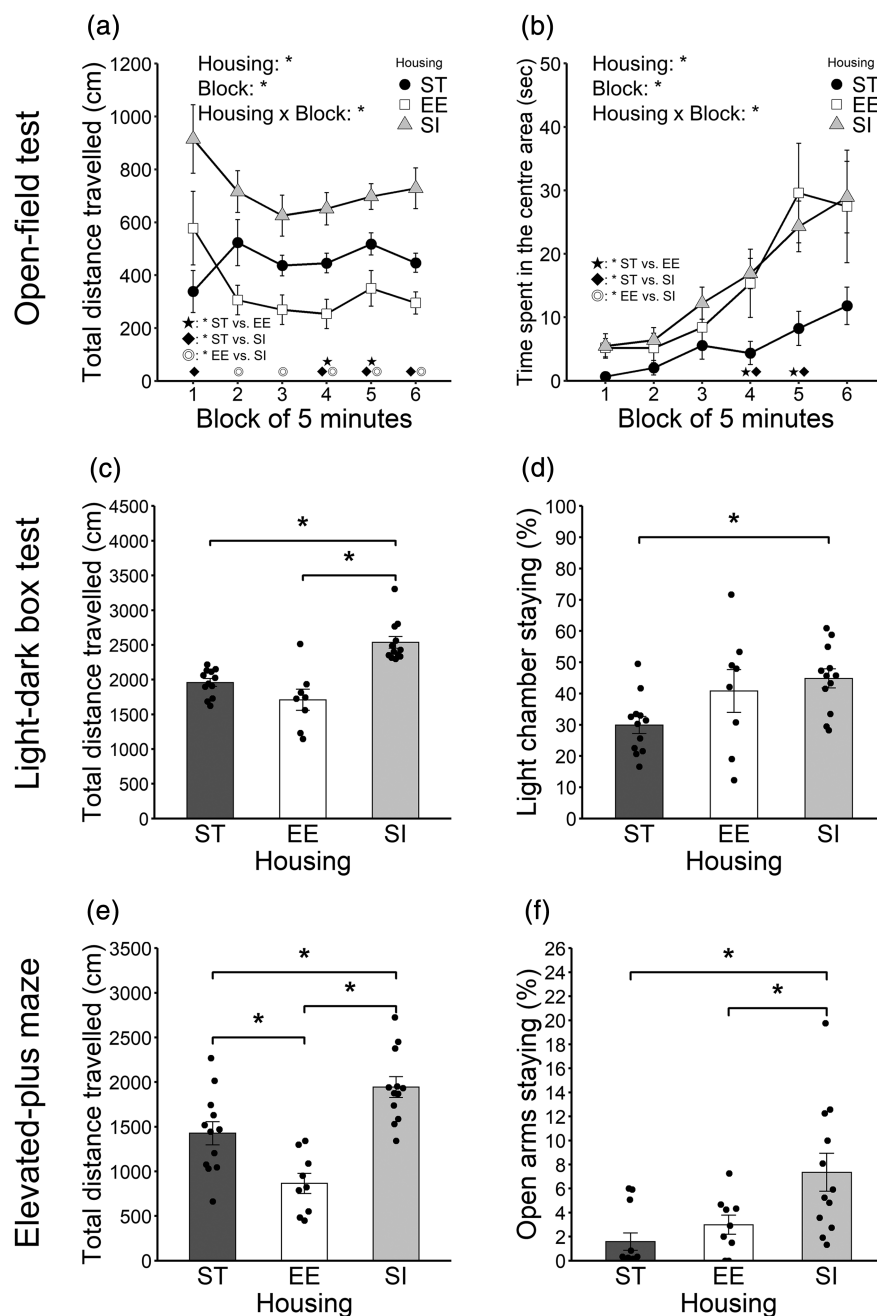 Open-field test
(a)
Total distance travelled (cm)
1200
1000
800
600
400
200
0
Housing: *
Block: *
Housing x Block: *
Housing
ST
EE
SI
★: * ST vs. EE
◆: * ST vs. SI
◎: * EE vs. SI
1 2 3 4 5 6
Block of 5 minutes
(b)
Time spent in the centre area (sec)
50
40
30
20
10
0
Housing: *
Block: *
Housing x Block: *
Housing
ST
EE
SI
★: * ST vs. EE
◆: * ST vs. SI
◎: * EE vs. SI
1 2 3 4 5 6
Block of 5 minutes
Light-dark box test
(c)
Total distance travelled (cm)
4500
4000
3500
3000
2500
2000
1500
1000
500
0
*
*
ST EE SI
Housing
(d)
Light chamber staying (%)
100
90
80
70
60
50
40
30
20
10
0
*
ST EE SI
Housing
Elevated-plus maze
(e)
Total distance travelled (cm)
3500
3000
2500
2000
1500
1000
500
0
*
*
*
ST EE SI
Housing
(f)
Open arms staying (%)
26
24
22
20
18
16
14
12
10
8
6
4
2
0
*
*
ST EE SI
Housing